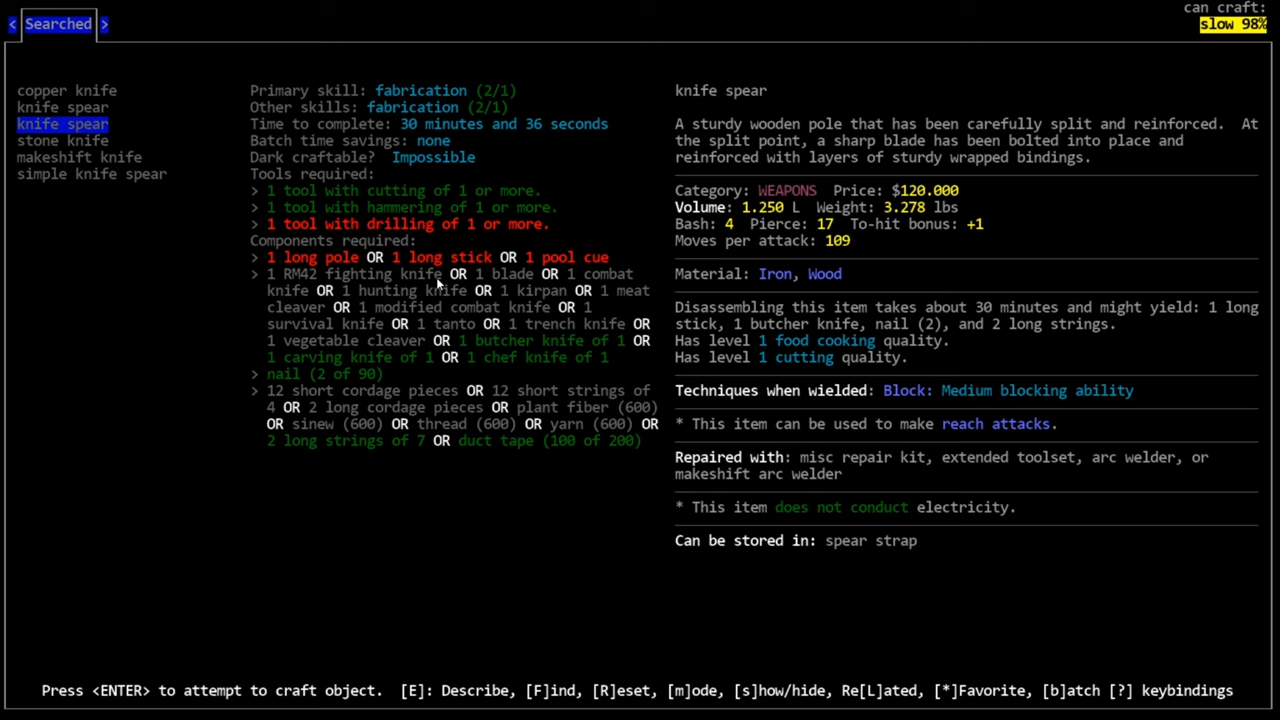 can craft:
< Searched >
slow 98%
copper knife
knife spear
knife spear
stone knife
makeshift knife
simple knife spear
Primary skill: fabrication (2/1)
Other skills: fabrication (2/1)
Time to complete: 30 minutes and 36 seconds
Batch time savings: none
Dark craftable? Impossible
Tools required:
> 1 tool with cutting of 1 or more.
> 1 tool with hammering of 1 or more.
> 1 tool with drilling of 1 or more.
Components required:
> 1 long pole OR 1 long stick OR 1 pool cue
> 1 RM42 fighting knife OR 1 blade OR 1 combat
knife OR 1 hunting knife OR 1 kirpan OR 1 meat
cleaver OR 1 modified combat knife OR 1
survival knife OR 1 tanto OR 1 trench knife OR
1 vegetable cleaver OR 1 butcher knife of 1 OR
1 carving knife of 1 OR 1 chef knife of 1
> nail (2 of 90)
> 12 short cordage pieces OR 12 short strings of
4 OR 2 long cordage pieces OR plant fiber (600)
OR sinew (600) OR thread (600) OR yarn (600) OR
2 long strings of 7 OR duct tape (100 of 200)
knife spear
A sturdy wooden pole that has been carefully split and reinforced. At
the split point, a sharp blade has been bolted into place and
reinforced with layers of sturdy wrapped bindings.
Category: WEAPONS Price: $120.000
Volume: 1.250 L Weight: 3.278 lbs
Bash: 4 Pierce: 17 To-hit bonus: +1
Moves per attack: 109
Material: Iron, Wood
Disassembling this item takes about 30 minutes and might yield: 1 long
stick, 1 butcher knife, nail (2), and 2 long strings.
Has level 1 food cooking quality.
Has level 1 cutting quality.
Techniques when wielded: Block: Medium blocking ability
* This item can be used to make reach attacks.
Repaired with: misc repair kit, extended toolset, arc welder, or
makeshift arc welder
* This item does not conduct electricity.
Can be stored in: spear strap
Press <ENTER> to attempt to craft object. [E]: Describe, [F]ind, [R]eset, [m]ode, [s]how/hide, Re[L]ated, [*]Favorite, [b]atch [?] keybindings